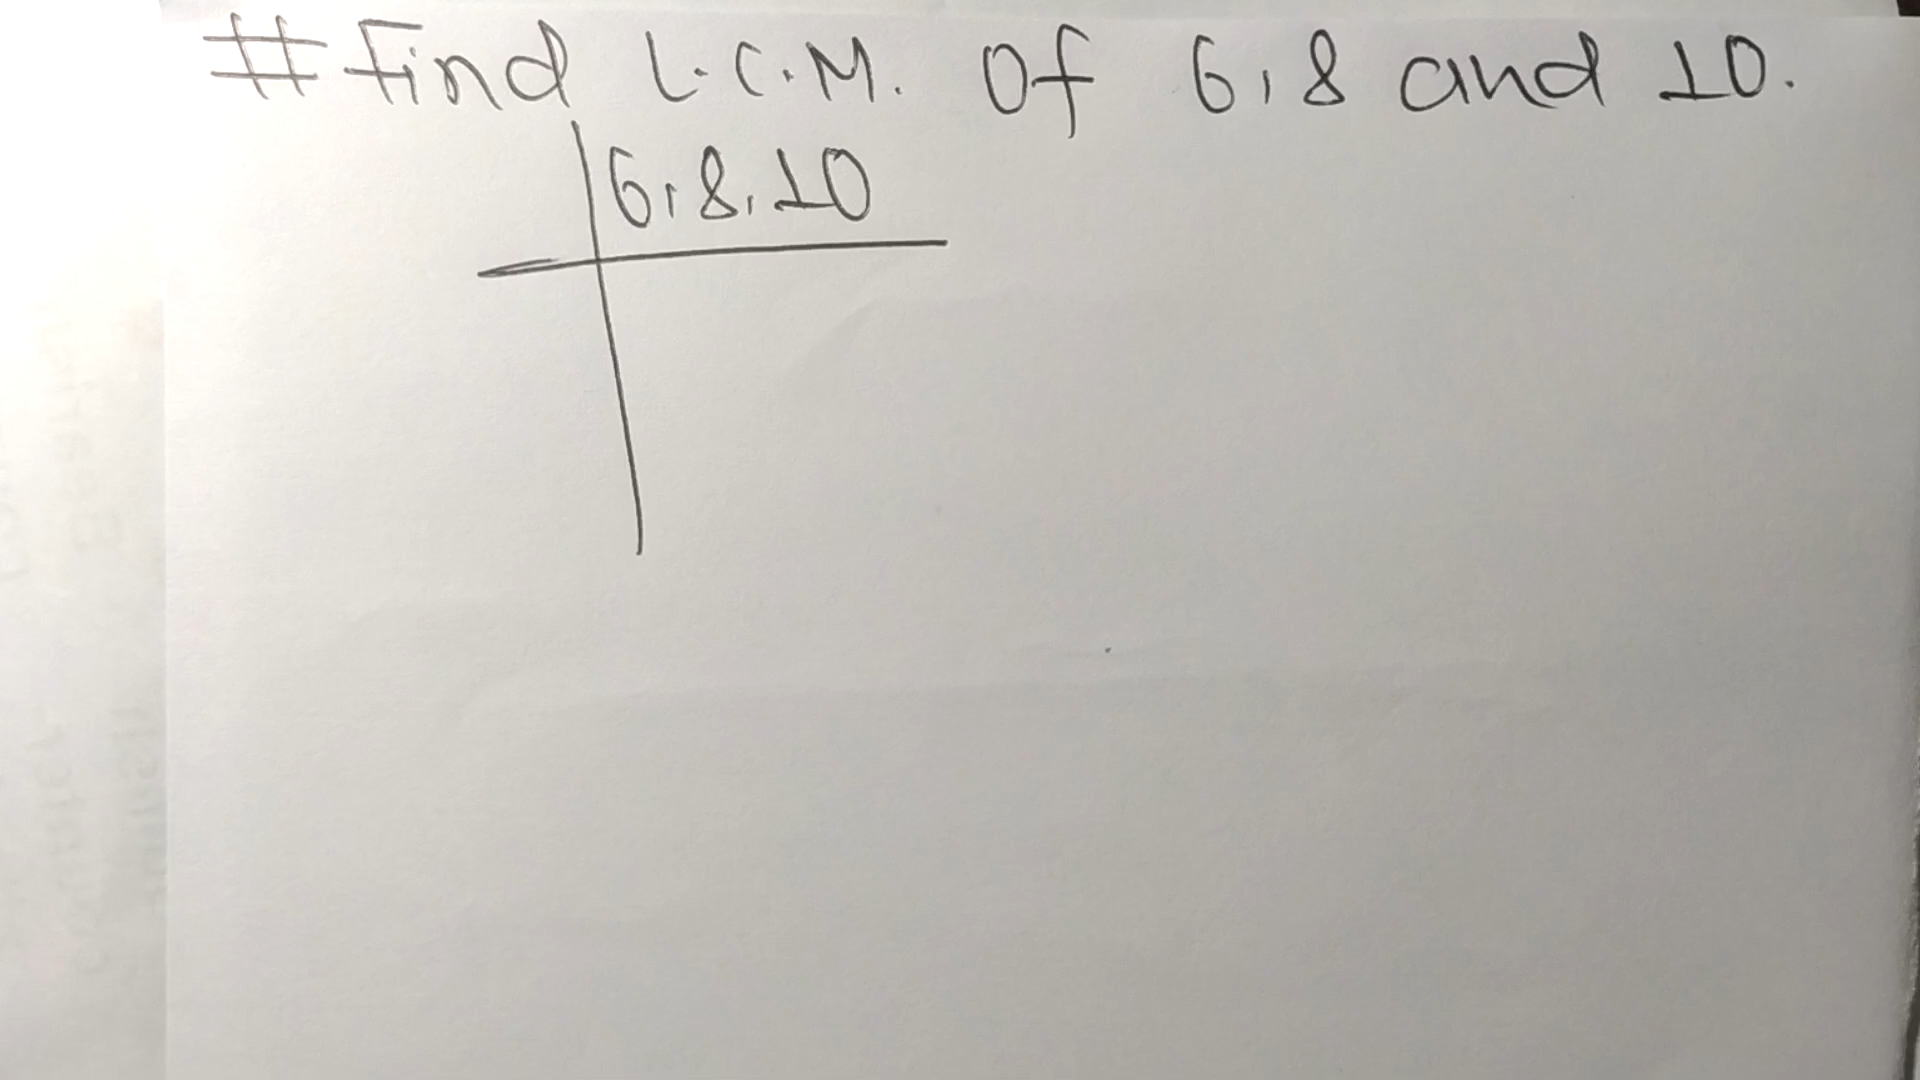 # Find L.C.M. of 6, 8 and 10.
6, 8, 10